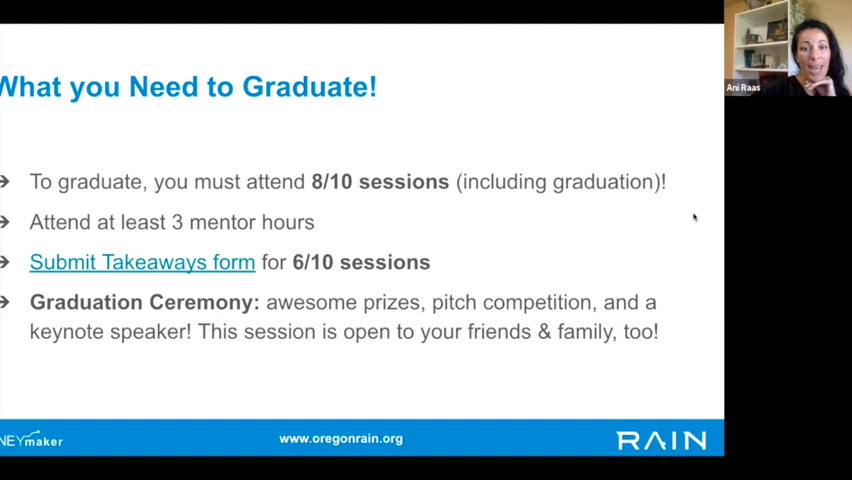 What you Need to Graduate!
Ani Raas
To graduate, you must attend 8/10 sessions (including graduation)!
Attend at least 3 mentor hours
Submit Takeaways form for 6/10 sessions
Graduation Ceremony: awesome prizes, pitch competition, and a
keynote speaker! This session is open to your friends & family, too!
NEYmaker
www.oregonrain.org
RAIN